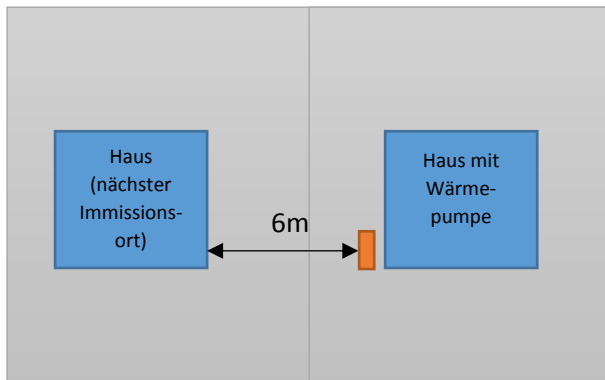 Haus
(nächster
Immissions-
ort)
6m
Haus mit
Wärme-
pumpe